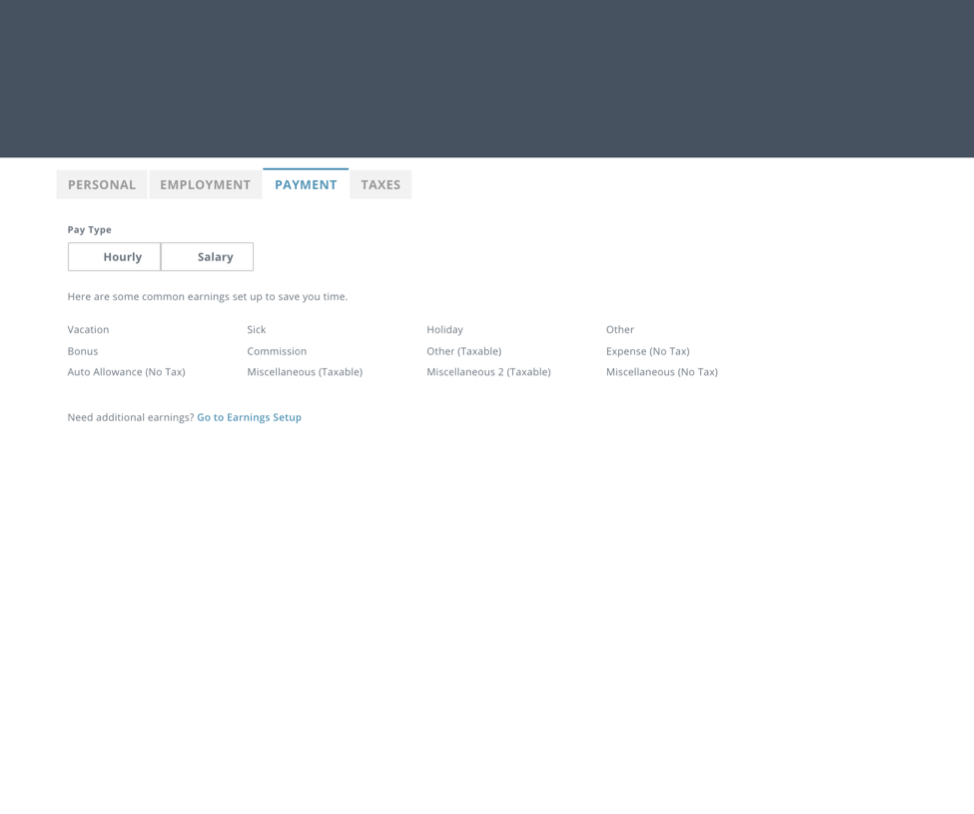 PERSONAL EMPLOYMENT PAYMENT TAXES
Pay Type
Hourly Salary
Here are some common earnings set up to save you time.
Vacation Sick Holiday Other
Bonus Commission Other (Taxable) Expense (No Tax)
Auto Allowance (No Tax) Miscellaneous (Taxable) Miscellaneous 2 (Taxable) Miscellaneous (No Tax)
Need additional earnings? Go to Earnings Setup